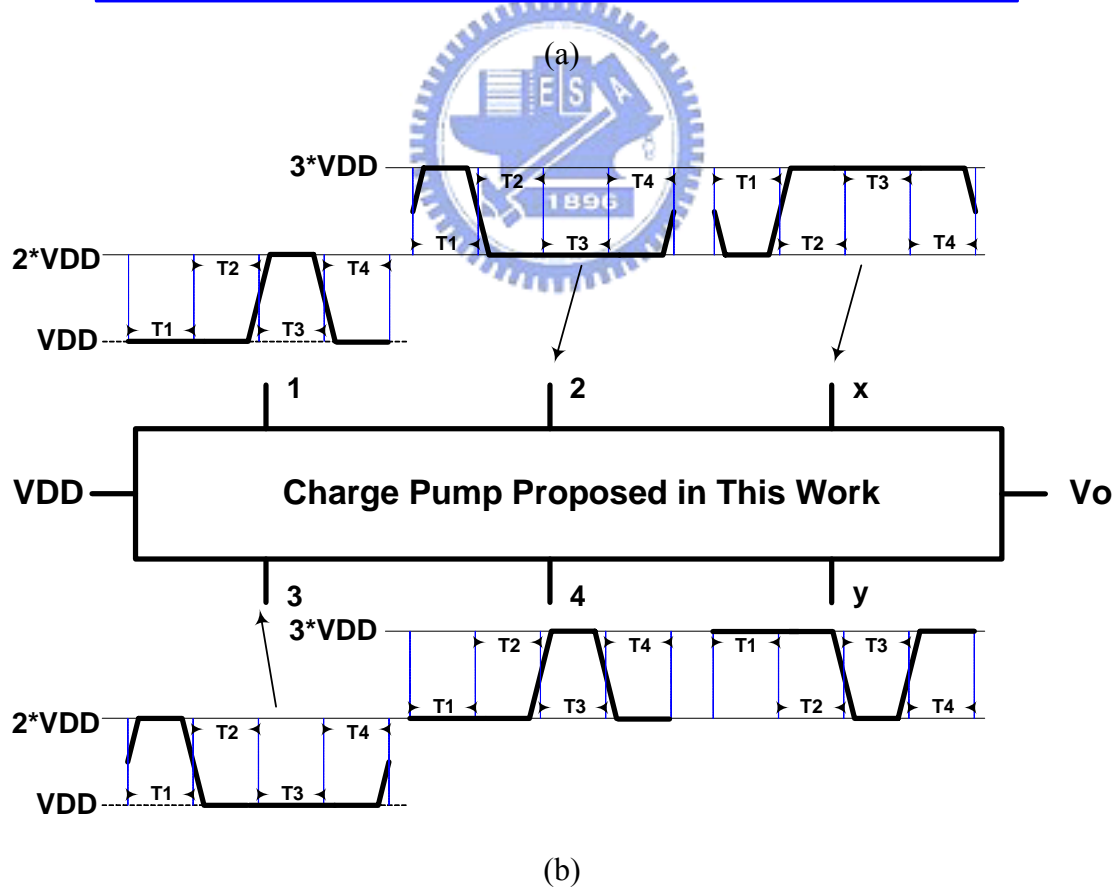 (a)
E S A
1896
3*VDD
T2 T4 T1 T3
T1 T3 T2 T4
2*VDD
T2 T4
T1 T3
VDD
1 2 x
VDD Charge Pump Proposed in This Work Vo
3 4 y
3*VDD
T2 T4 T1 T3
T1 T3 T2 T4
2*VDD
T2 T4
T1 T3
VDD
(b)